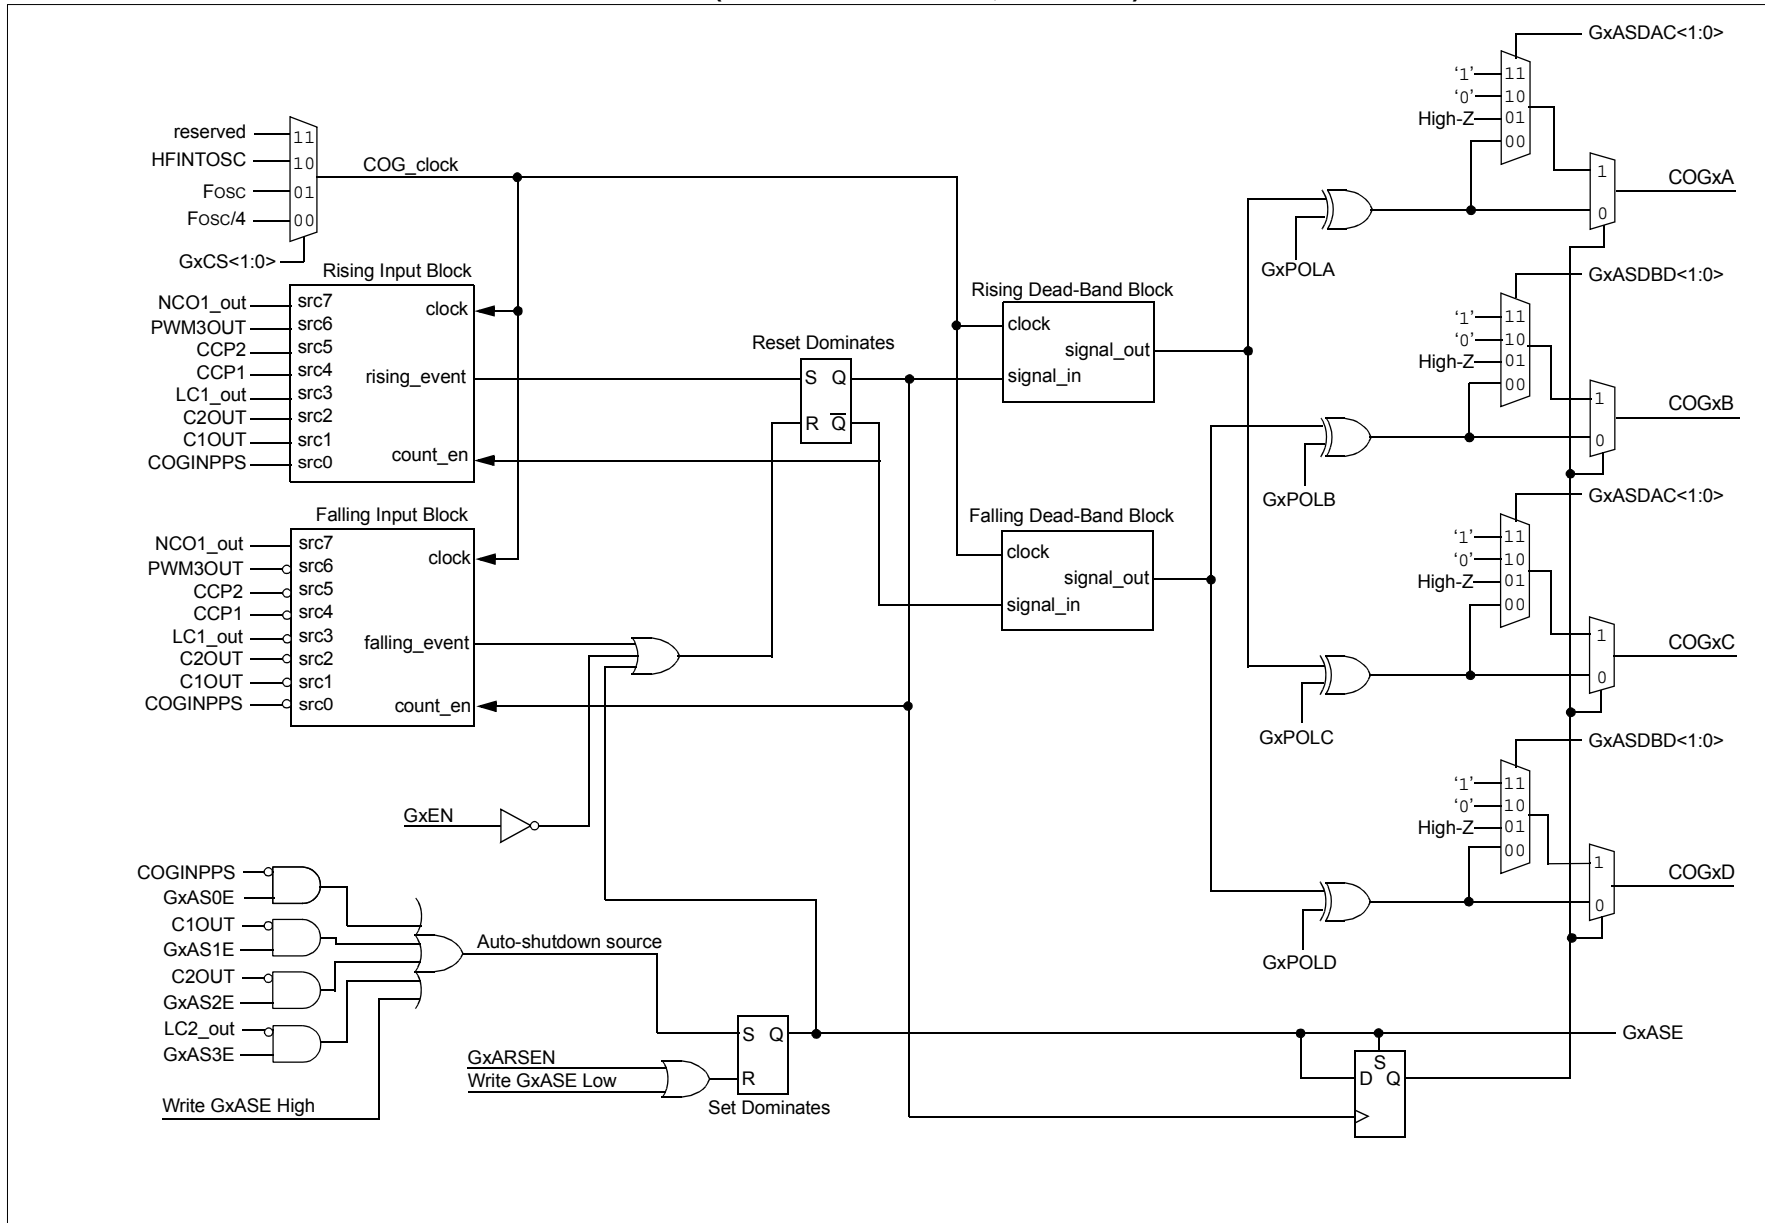 GxASDAC<1:0>
‘1’ 11
‘0’ 10
High-Z 01
00
1
0
COGxA
GxPOLA
reserved 11
HFINTOSC 10
FOSC 01
FOSC/4 00
GxCS<1:0>
COG_clock
Rising Input Block
NCO1_out src7
PWM3OUT src6
CCP2 src5
CCP1 src4
LC1_out src3
C2OUT src2
C1OUT src1
COGINPPS src0
clock
rising_event
count_en
Reset Dominates
S Q
R Q
Rising Dead-Band Block
clock
signal_out
signal_in
GxASDBD<1:0>
‘1’ 11
‘0’ 10
High-Z 01
00
1
0
COGxB
GxPOLB
Falling Input Block
NCO1_out src7
PWM3OUT src6
CCP2 src5
CCP1 src4
LC1_out src3
C2OUT src2
C1OUT src1
COGINPPS src0
clock
falling_event
count_en
Falling Dead-Band Block
clock
signal_out
signal_in
GxASDAC<1:0>
‘1’ 11
‘0’ 10
High-Z 01
00
1
0
COGxC
GxPOLC
GxASDBD<1:0>
‘1’ 11
‘0’ 10
High-Z 01
00
1
0
COGxD
GxPOLD
GxEN
COGINPPS
GxAS0E
C1OUT
GxAS1E
C2OUT
GxAS2E
LC2_out
GxAS3E
Write GxASE High
Auto-shutdown source
GxARSEN
Write GxASE Low
S Q
R
Set Dominates
GxASE
S
D Q